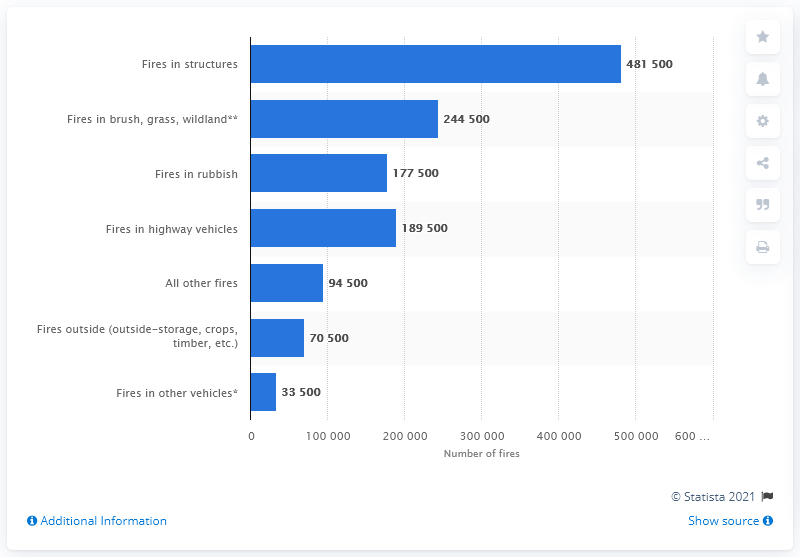 Fires in structures 481 500
Fires in brush, grass, wildland** 244 500
Fires in rubbish 177 500
Fires in highway vehicles 189 500
All other fires 94 500
Fires outside (outside-storage, crops,
timber, etc.) 70 500
Fires in other vehicles* 33 500
0 100 000 200 000 300 000 400 000 500 000 600 ...
Number of fires
© Statista 2021
Additional Information Show source